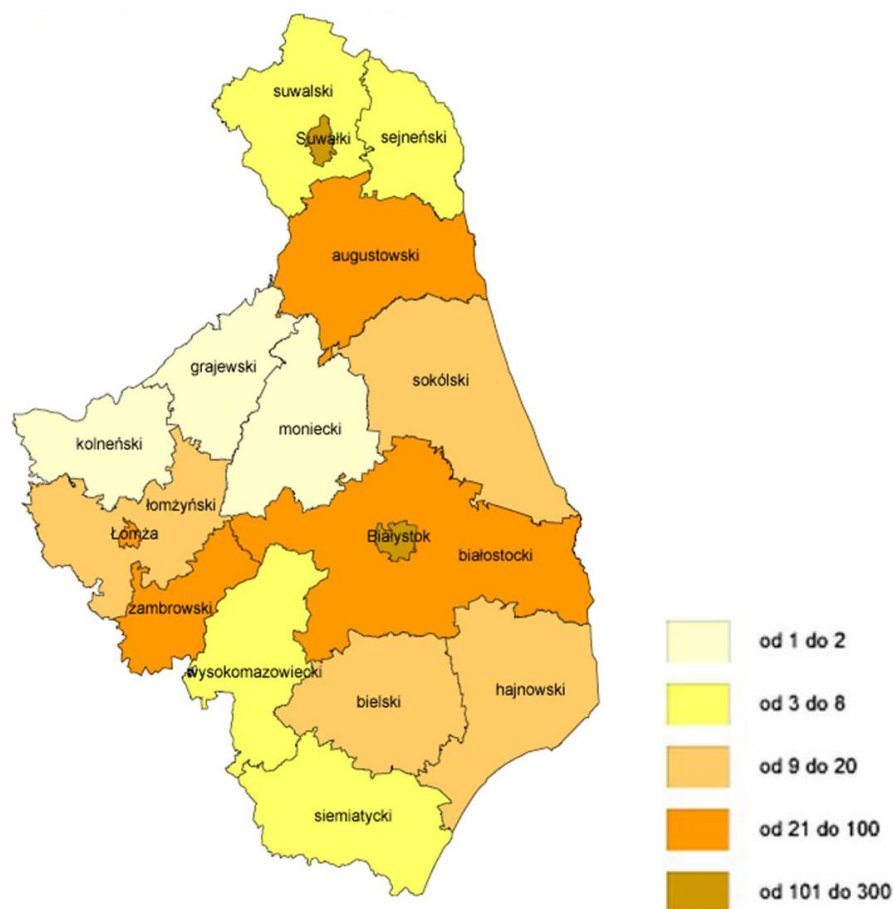 suwalski
Suwałki
sejneński
augustowski
grajewski
sokólski
moniecki
kolneński
łomżyński
Łomża
Białystok
białostocki
zambrowski
wysokomazowiecki
bielski
hajnowski
siemiatycki
od 1 do 2
od 3 do 8
od 9 do 20
od 21 do 100
od 101 do 300